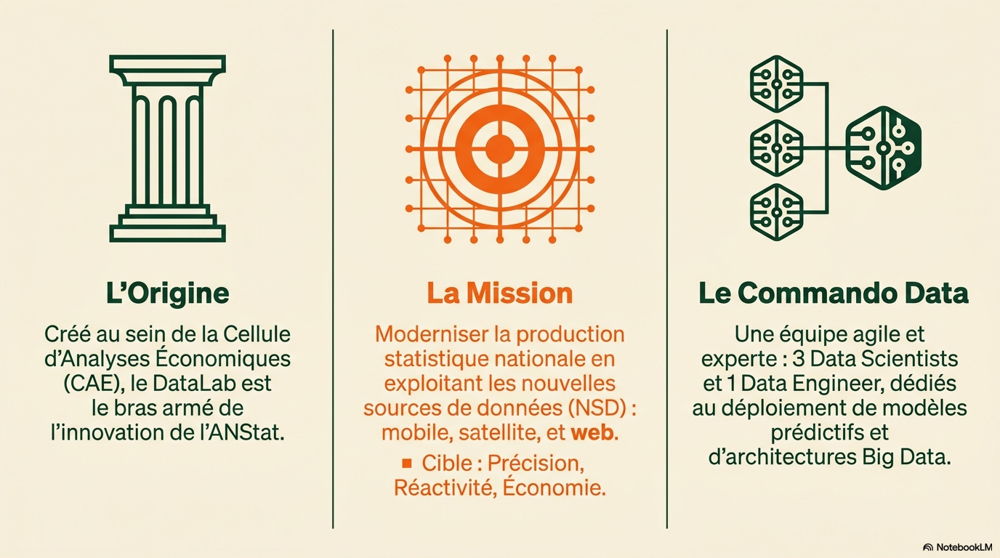 L’Origine
Créé au sein de la Cellule
d’Analyses Économiques
(CAE), le DataLab est
le bras armé de
l’innovation de l’ANStat.
La Mission
Moderniser la production
statistique nationale en
exploitant les nouvelles
sources de données (NSD) :
mobile, satellite, et web.
▪ Cible : Précision,
Réactivité, Économie.
Le Commando Data
Une équipe agile et
experte : 3 Data Scientists
et 1 Data Engineer, dédiés
au déploiement de modèles
prédictifs et
d’architectures Big Data.
NotebookLM